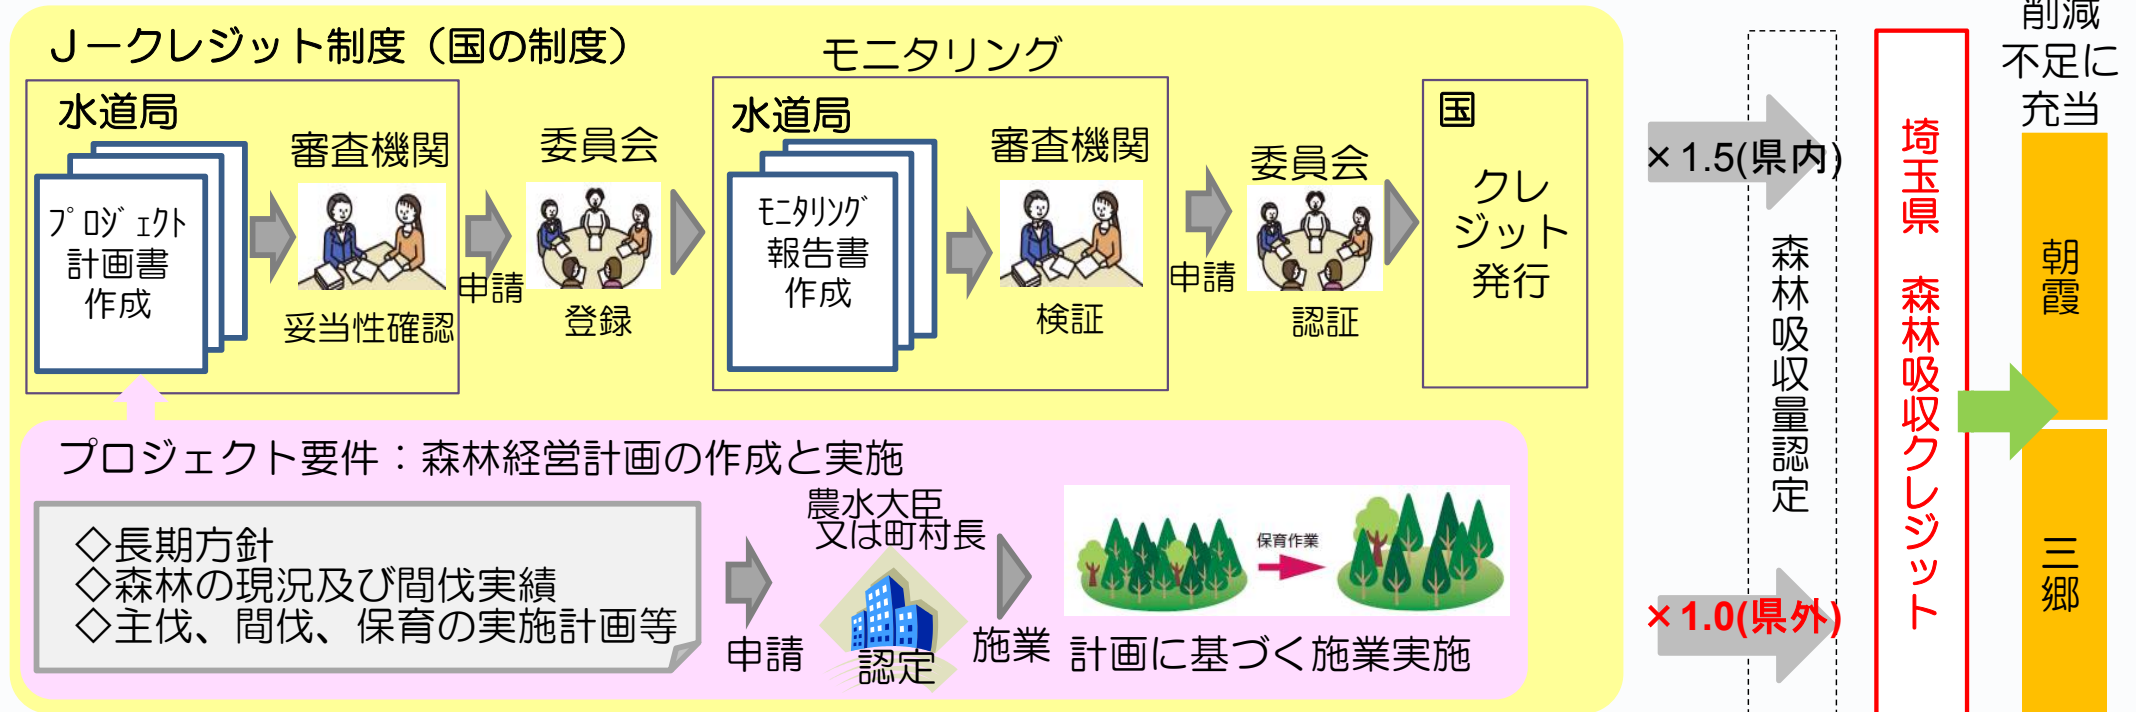 Jークレジット制度（国の制度）
水道局
プロジェクト
計画書
作成
審査機関
妥当性確認
申請
委員会
登録
モニタリング
水道局
モニタリング
報告書
作成
審査機関
検証
申請
委員会
認証
国
クレ
ジット
発行
プロジェクト要件：森林経営計画の作成と実施
◇長期方針
◇森林の現況及び間伐実績
◇主伐、間伐、保育の実施計画等
申請
農水大臣
又は町村長
認定
施業
保育作業
計画に基づく施業実施
×1.5(県内)
×1.0(県外)
森林吸収量認定
埼玉県　森林吸収クレジット
削減
不足に
充当
朝霞
三郷